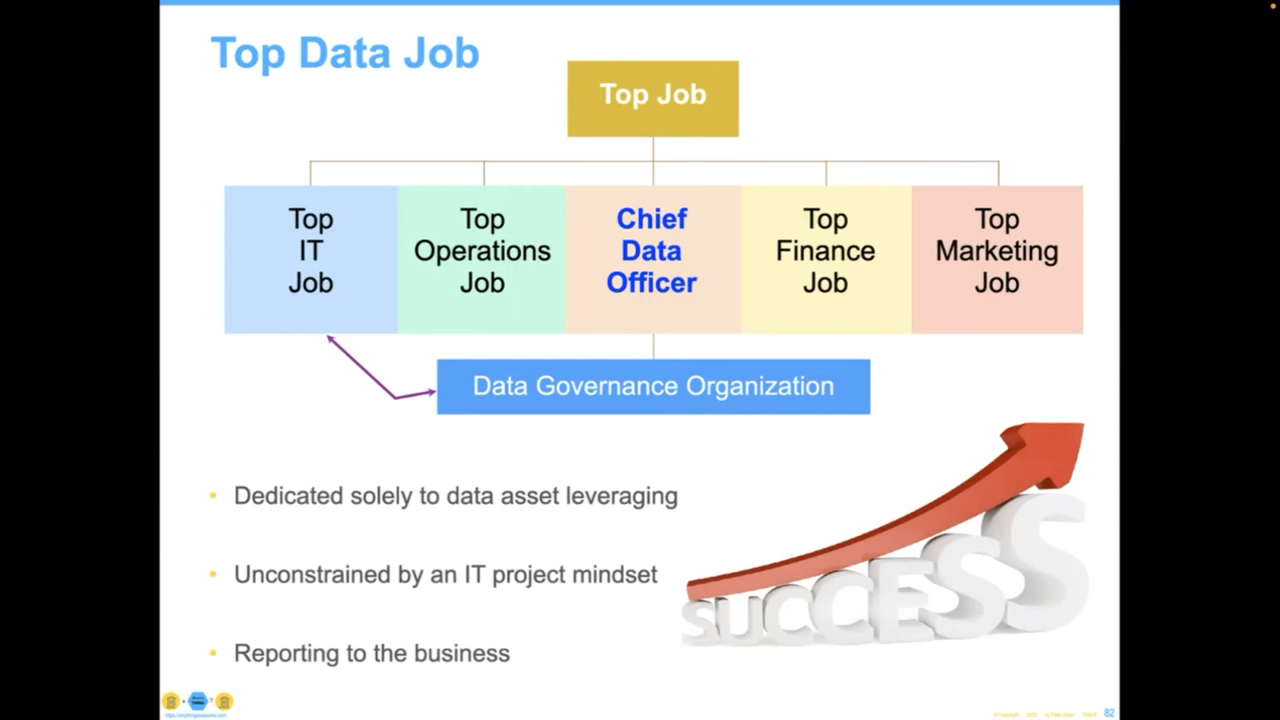 Top Data Job
Top Job
Top
IT
Job
Top
Operations
Job
Chief
Data
Officer
Top
Finance
Job
Top
Marketing
Job
Data Governance Organization
• Dedicated solely to data asset leveraging
• Unconstrained by an IT project mindset
• Reporting to the business
SUCCESS
82